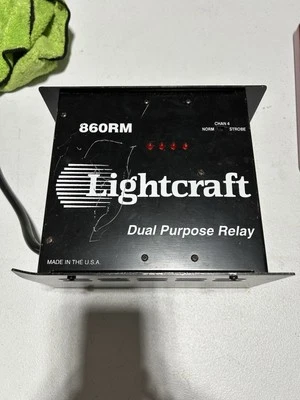 860RM
CHAN 4
NORM STROBE
Lightcraft
Dual Purpose Relay
MADE IN THE U.S.A.